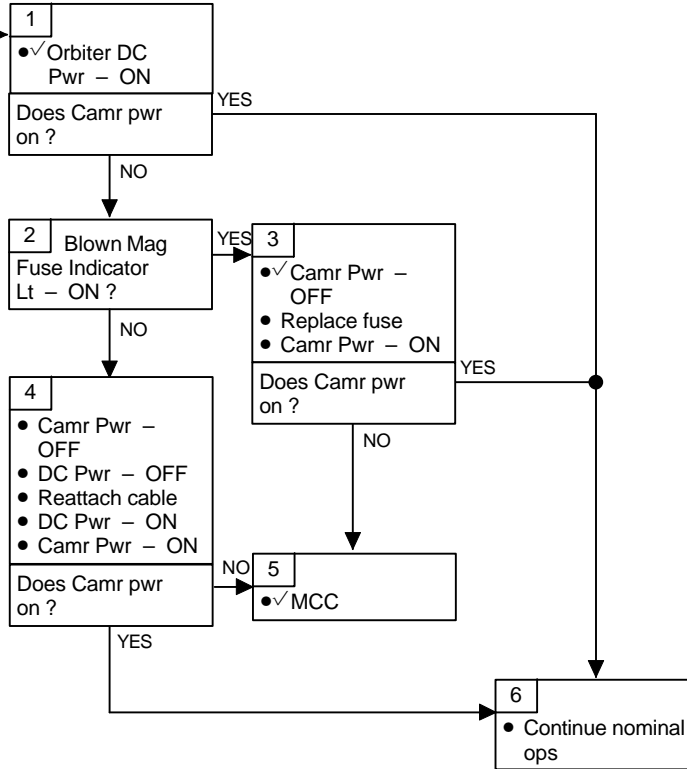 1
●✓Orbiter DC
Pwr – ON
Does Camr pwr
on ?
YES
NO
2
Blown Mag
Fuse Indicator
Lt – ON ?
YES
NO
3
●✓Camr Pwr –
OFF
● Replace fuse
● Camr Pwr – ON
Does Camr pwr
on ?
YES
NO
4
● Camr Pwr –
OFF
● DC Pwr – OFF
● Reattach cable
● DC Pwr – ON
● Camr Pwr – ON
Does Camr pwr
on ?
NO
YES
5
●✓MCC
6
● Continue nominal
ops